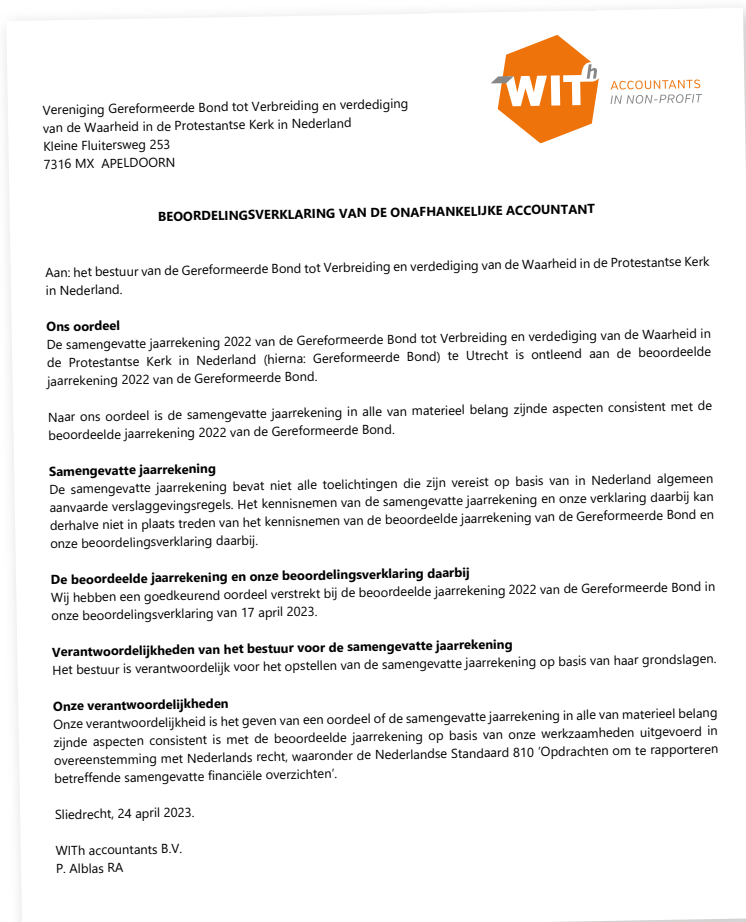 WITh
ACCOUNTANTS
IN NON-PROFIT
Vereniging Gereformeerde Bond tot Verbreiding en verdediging
van de Waarheid in de Protestantse Kerk in Nederland
Kleine Fluitersweg 253
7316 MX APELDOORN
BEOORDELINGSVERKLARING VAN DE ONAFHANKELIJKE ACCOUNTANT
Aan: het bestuur van de Gereformeerde Bond tot Verbreiding en verdediging van de Waarheid in de Protestantse Kerk
in Nederland.
Ons oordeel
De samengevatte jaarrekening 2022 van de Gereformeerde Bond tot Verbreiding en verdediging van de Waarheid in
de Protestantse Kerk in Nederland (hierna: Gereformeerde Bond) te Utrecht is ontleend aan de beoordeelde
jaarrekening 2022 van de Gereformeerde Bond.
Naar ons oordeel is de samengevatte jaarrekening in alle van materieel belang zijnde aspecten consistent met de
beoordeelde jaarrekening 2022 van de Gereformeerde Bond.
Samengevatte jaarrekening
De samengevatte jaarrekening bevat niet alle toelichtingen die zijn vereist op basis van in Nederland algemeen
aanvaarde verslaggevingsregels. Het kennisnemen van de samengevatte jaarrekening en onze verklaring daarbij kan
derhalve niet in plaats treden van het kennisnemen van de beoordeelde jaarrekening van de Gereformeerde Bond en
onze beoordelingsverklaring daarbij.
De beoordeelde jaarrekening en onze beoordelingsverklaring daarbij
Wij hebben een goedkeurend oordeel verstrekt bij de beoordeelde jaarrekening 2022 van de Gereformeerde Bond in
onze beoordelingsverklaring van 17 april 2023.
Verantwoordelijkheden van het bestuur voor de samengevatte jaarrekening
Het bestuur is verantwoordelijk voor het opstellen van de samengevatte jaarrekening op basis van haar grondslagen.
Onze verantwoordelijkheden
Onze verantwoordelijkheid is het geven van een oordeel of de samengevatte jaarrekening in alle van materieel belang
zijnde aspecten consistent is met de beoordeelde jaarrekening op basis van onze werkzaamheden uitgevoerd in
overeenstemming met Nederlands recht, waaronder de Nederlandse Standaard 810 ‘Opdrachten om te rapporteren
betreffende samengevatte financiële overzichten’.
Sliedrecht, 24 april 2023.
WITh accountants B.V.
P. Alblas RA